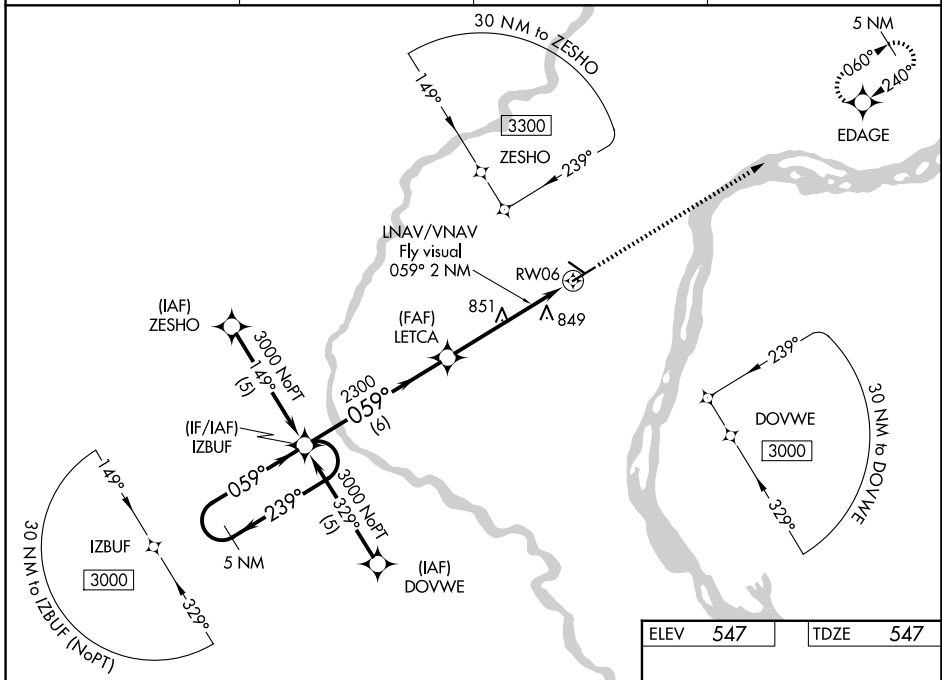 30 NM to ZESHO
149°
3300
ZESHO
239°
5 NM
060°
240°
EDAGE
LNAV/VNAV
Fly visual
059° 2 NM
RW06
851
849
(FAF)
LETCA
(IAF)
ZESHO
3000 NoPT
149°
(5)
2300
059°
(6)
(IF/IAF)
IZBUF
059°
239°
5 NM
3000 NoPT
329°
(5)
(IAF)
DOVWE
239°
DOVWE
3000
329°
30 NM to DOVWE
149°
IZBUF
3000
329°
30 NM to IZBUF (NoPT)
ELEV 547
TDZE 547